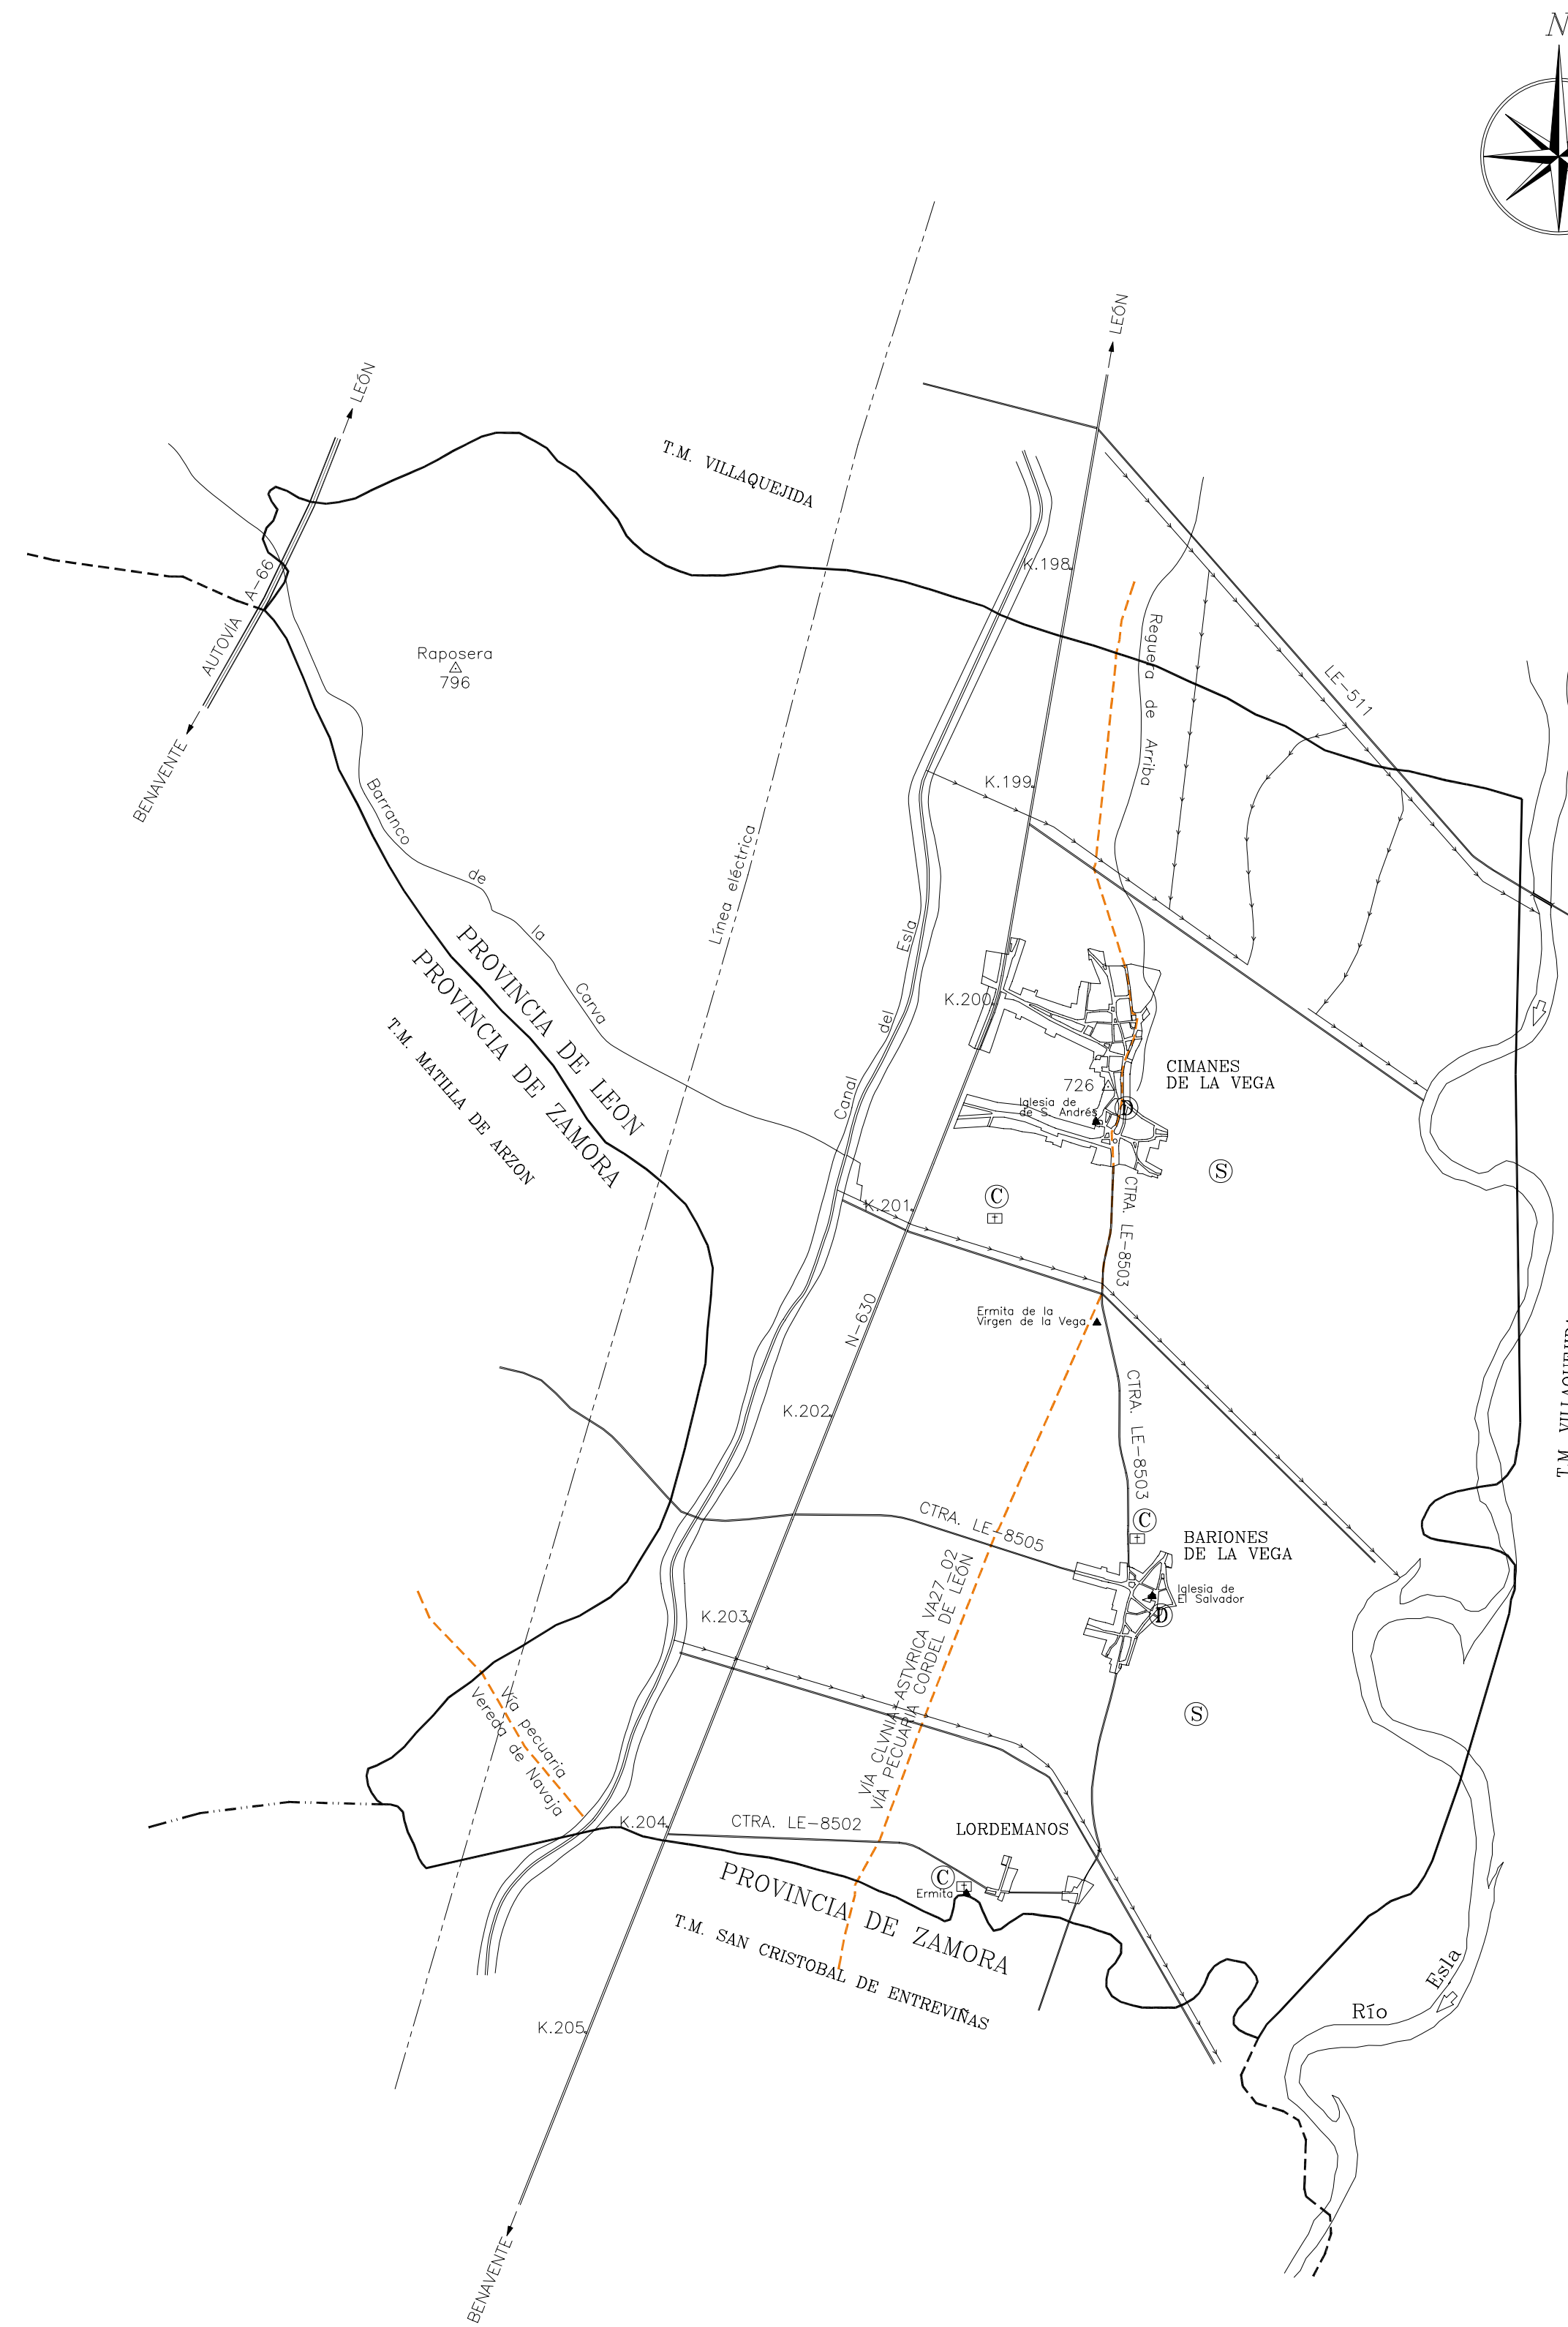 N
LEÓN
LEÓN
T.M. VILLAQUEJIDA
K.198
AUTOVÍA A-66
Raposera
796
Reguera de Arriba
LE-511
BENAVENTE
K.199
Barranco de la Carva
Línea eléctrica
PROVINCIA DE LEON
PROVINCIA DE ZAMORA
T.M. MATILLA DE ARZON
Canal del Esla
K.200
CIMANES
DE LA VEGA
726
Iglesia de
de S. Andrés
D
S
C
K.201
CTRA. LE-8503
N-630
Ermita de la
Virgen de la Vega
K.202
CTRA. LE-8503
CTRA. LE-8505
C
BARIONES
DE LA VEGA
Iglesia de
El Salvador
D
K.203
VÍA CLVNIA-ASTVRICA VA27-02
VÍA PECUARIA CORDEL DE LEÓN
Vía pecuaria
Vereda de Navaja
S
K.204
CTRA. LE-8502
LORDEMANOS
C
Ermita
PROVINCIA DE ZAMORA
T.M. SAN CRISTOBAL DE ENTREVIÑAS
Río Esla
K.205
BENAVENTE